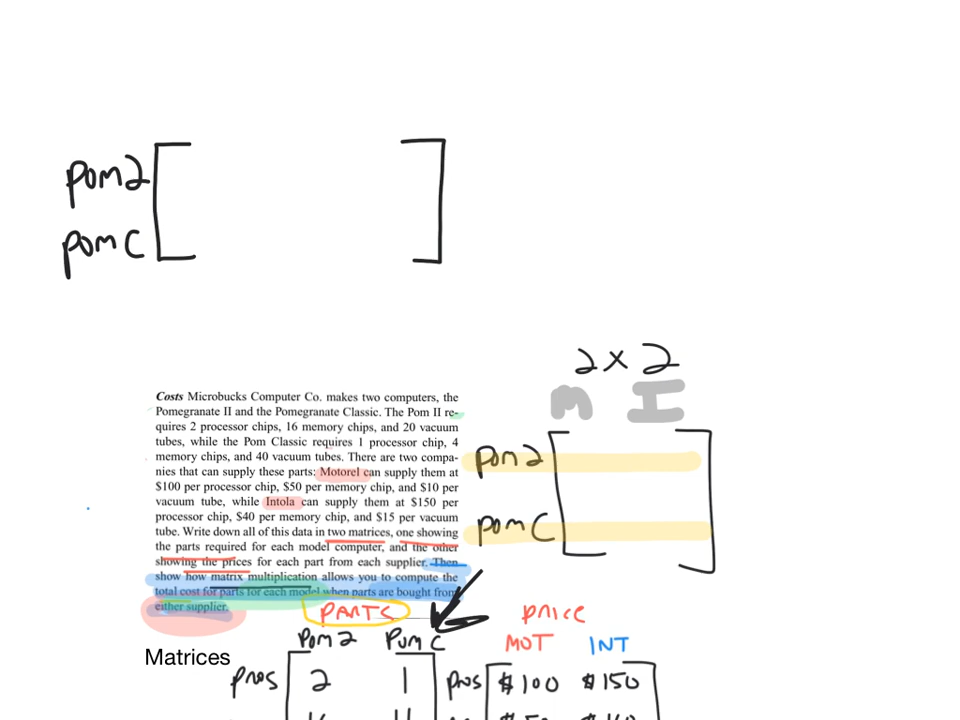 pom2
pom C
2 x 2
M I
Costs Microbucks Computer Co. makes two computers, the
Pomegranate II and the Pomegranate Classic. The Pom II re-
quires 2 processor chips, 16 memory chips, and 20 vacuum
tubes, while the Pom Classic requires 1 processor chip, 4
memory chips, and 40 vacuum tubes. There are two compa-
nies that can supply these parts: Motorel can supply them at
$100 per processor chip, $50 per memory chip, and $10 per
vacuum tube, while Intola can supply them at $150 per
processor chip, $40 per memory chip, and $15 per vacuum
tube. Write down all of this data in two matrices, one showing
the parts required for each model computer, and the other
showing the prices for each part from each supplier. Then
show how matrix multiplication allows you to compute the
total cost for parts for each model when parts are bought from
either supplier.
pom2
pom C
PARTS
price
Pom 2 Pom C
MOT INT
Matrices
pros 2 1
pros $100 $150